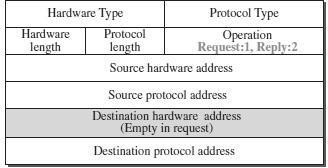 Hardware Type Protocol Type
Hardware length Protocol length Operation
Request:1, Reply:2
Source hardware address
Source protocol address
Destination hardware address
(Empty in request)
Destination protocol address